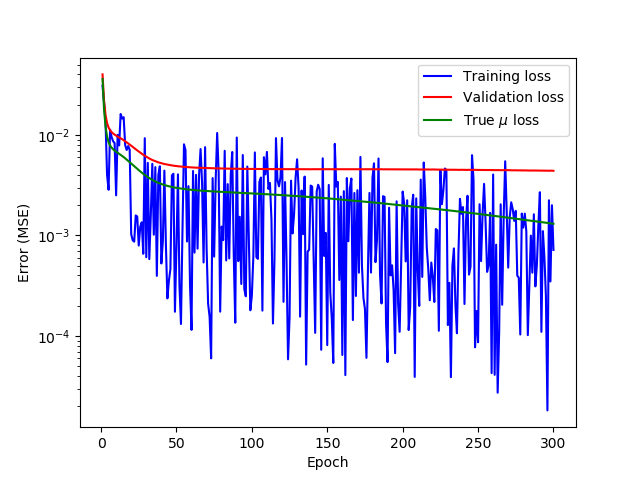 Training loss
Validation loss
True μ loss
Error (MSE)
10⁻²
10⁻³
10⁻⁴
0 50 100 150 200 250 300
Epoch